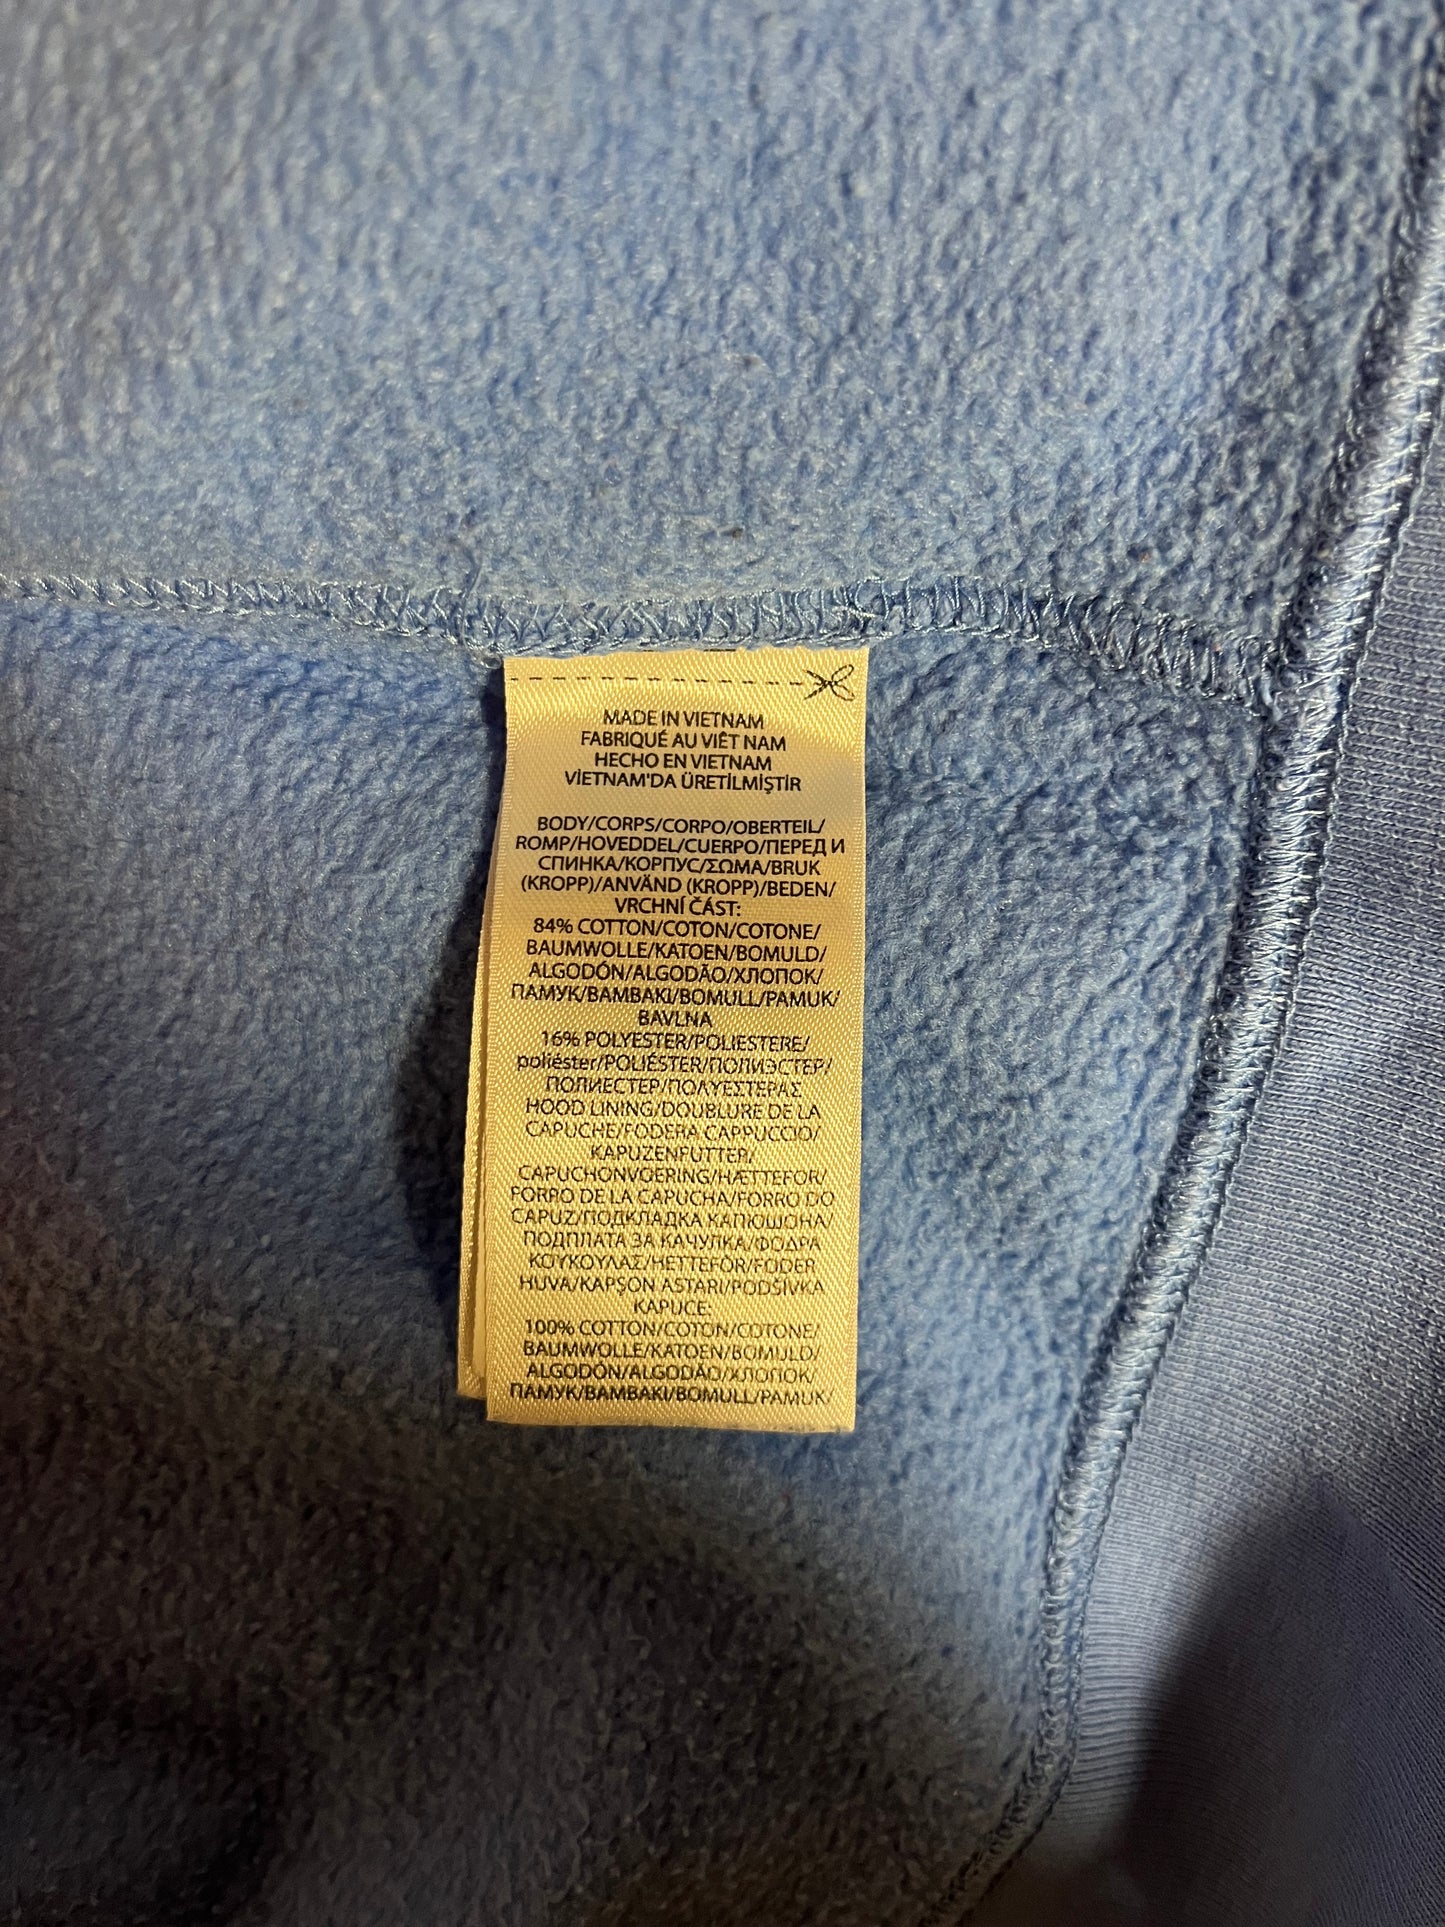 MADE IN VIETNAM
FABRIQUÉ AU VIÊT NAM
HECHO EN VIETNAM
VİETNAM'DA ÜRETİLMİŞTİR
BODY/CORPS/CORPO/OBERTEIL/
ROMP/HOVEDDEL/CUERPO/ПЕРЕД И
СПИНКА/КОРПУС/ΣΩΜΑ/BRUK
(KROPP)/ANVÄND (KROPP)/BEDEN/
VRCHNÍ ČÁST:
84% COTTON/COTON/COTONE/
BAUMWOLLE/KATOEN/BOMULD/
ALGODÓN/ALGODÃO/ХЛОПОК/
ПАМУК/BAMBAKI/BOMULL/PAMUK/
BAVLNA
16% POLYESTER/POLIESTERE/
poliéster/POLIÉSTER/ПОЛИЭСТЕР/
ПОЛИЕСТЕР/ΠΟΛΥΕΣΤΕΡΑΣ
HOOD LINING/DOUBLURE DE LA
CAPUCHE/FODERA CAPPUCCIO/
KAPUZENFUTTER/
CAPUCHONVOERING/HÆTTEFOR/
FORRO DE LA CAPUCHA/FORRO DO
CAPUZ/ПОДКЛАДКА КАПЮШОНА/
ПОДПЛАТА ЗА КАЧУЛКА/ΦΟΔΡΑ
ΚΟΥΚΟΥΛΑΣ/HETTEFOR/FODER
HUVA/KAPŞON ASTARI/PODŠÍVKA
KAPUCE:
100% COTTON/COTON/COTONE/
BAUMWOLLE/KATOEN/BOMULD/
ALGODÓN/ALGODÃO/ХЛОПОК/
ПАМУК/BAMBAKI/BOMULL/PAMUK/